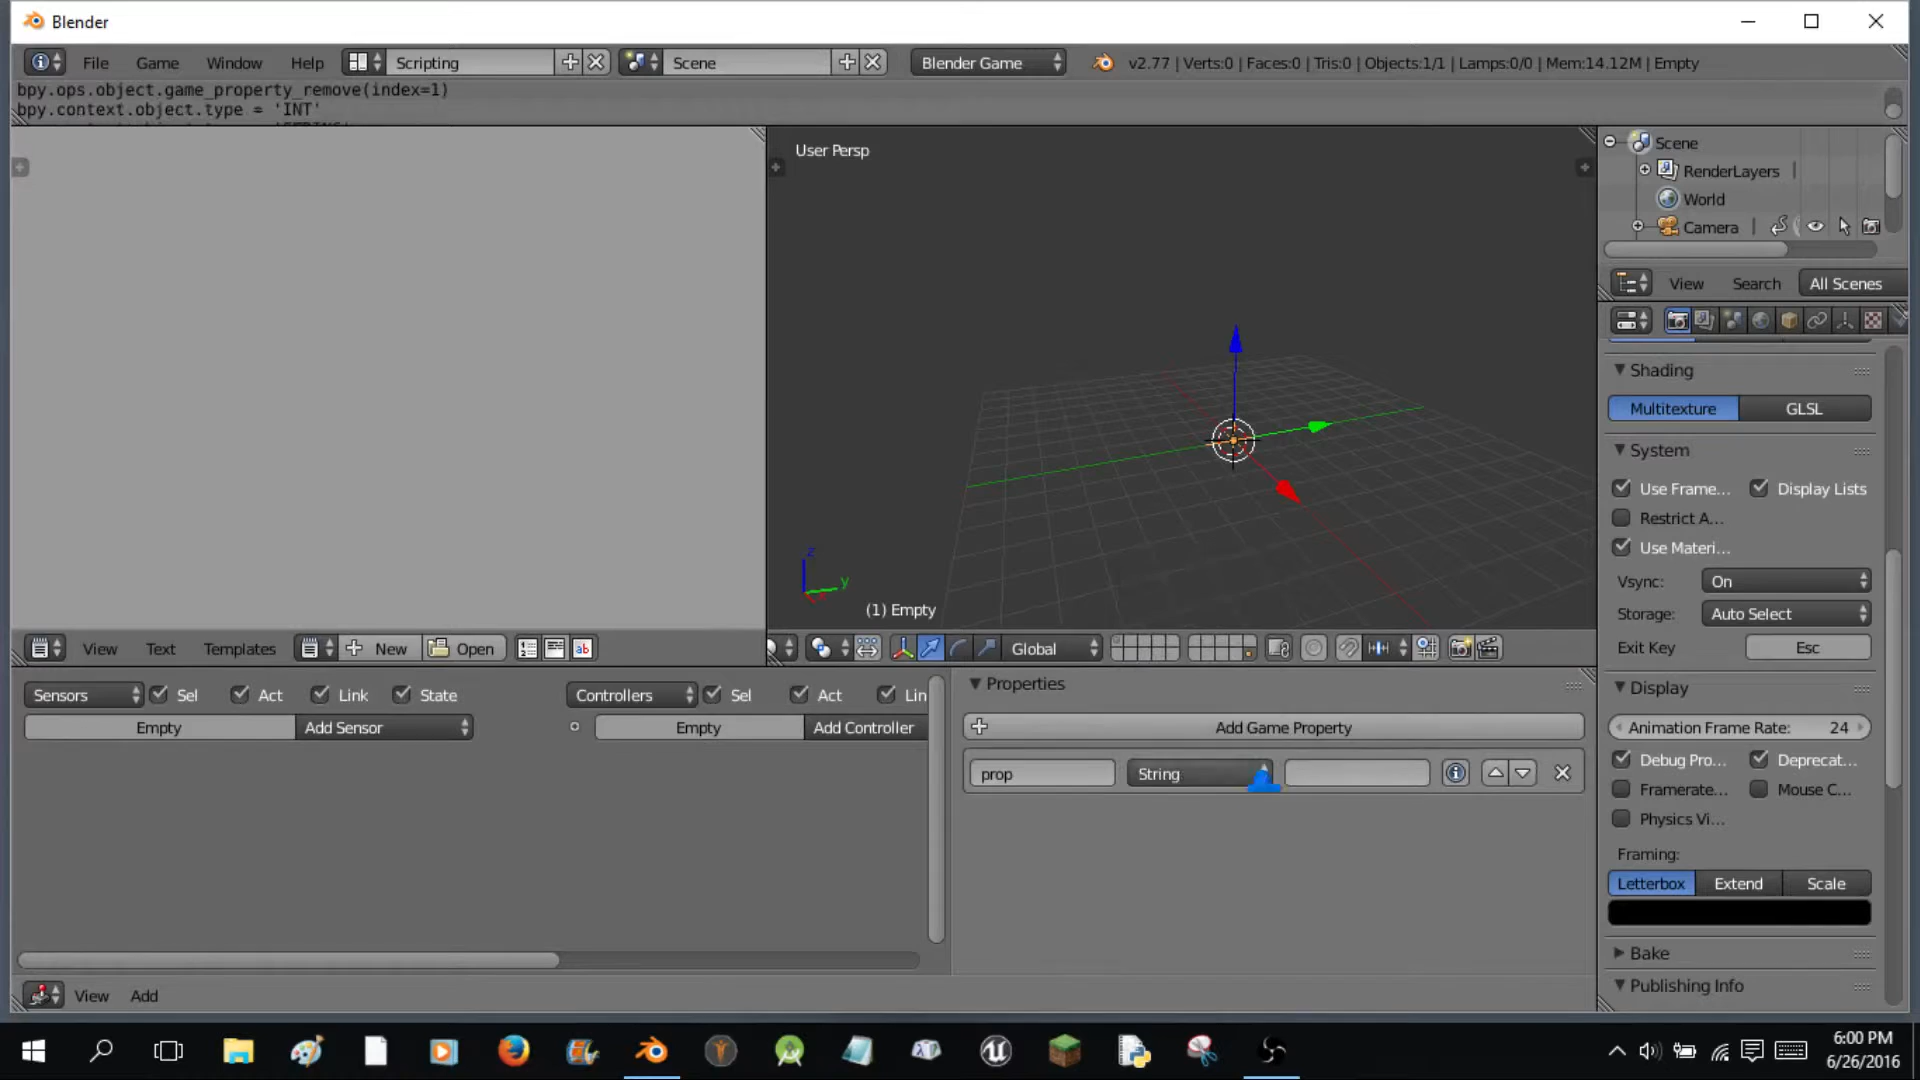 Blender
File Game Window Help Scripting Scene Blender Game v2.77 | Verts:0 | Faces:0 | Tris:0 | Objects:1/1 | Lamps:0/0 | Mem:14.12M | Empty
bpy.ops.object.game_property_remove(index=1)
bpy.context.object.type = 'INT'
User Persp
Scene
RenderLayers
World
Camera
View Search All Scenes
Shading
Multitexture GLSL
System
Use Frame... Display Lists
Restrict A...
Use Materi...
Vsync: On
Storage: Auto Select
Exit Key Esc
Display
Animation Frame Rate: 24
Debug Pro... Deprecat...
Framerate... Mouse C...
Physics Vi...
Framing:
Letterbox Extend Scale
Bake
Publishing Info
z
y
(1) Empty
View Text Templates New Open Global
Sensors Sel Act Link State Controllers Sel Act Lin
Empty Add Sensor Empty Add Controller
Properties
Add Game Property
prop String
View Add
6:00 PM
6/26/2016